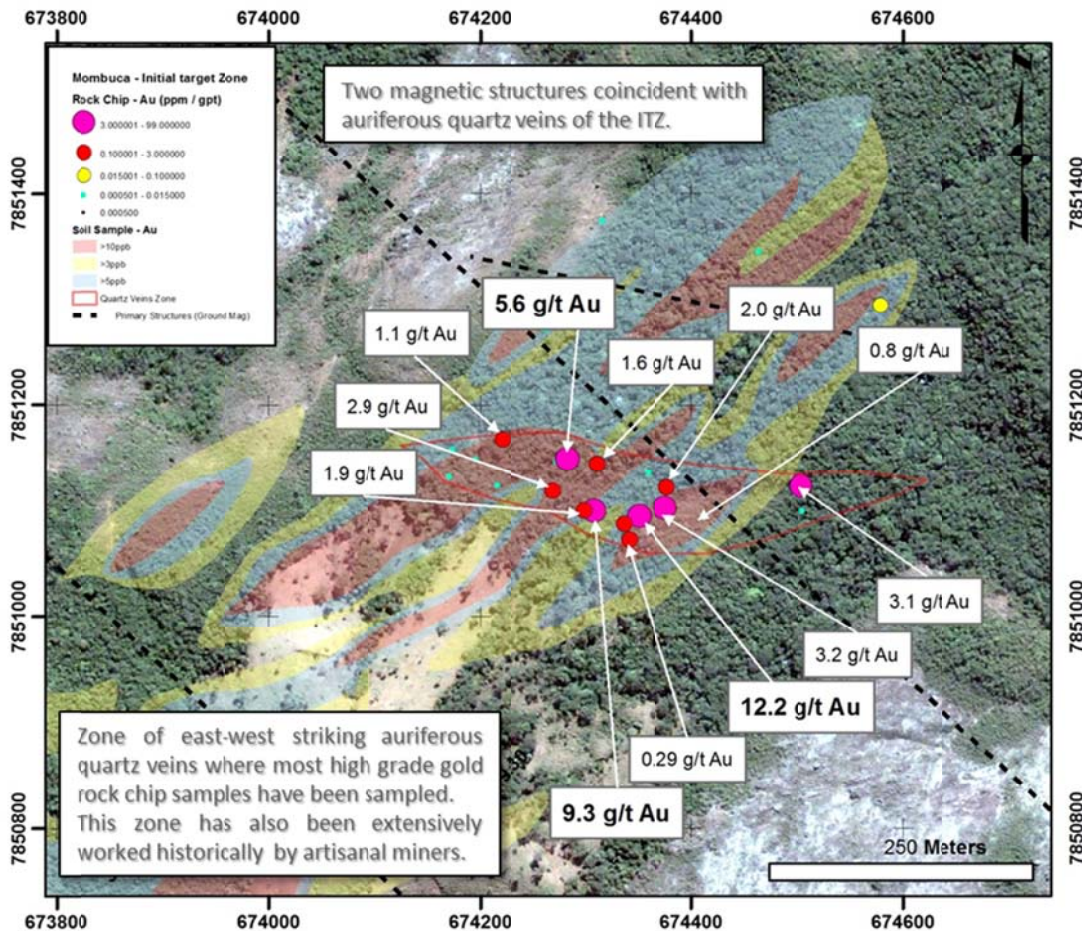 673800 674000 674200 674400 674600
Mombuca - Initial target Zone
Rock Chip - Au (ppm / gpt)
3.000001 - 99.000000
0.100001 - 3.000000
0.015001 - 0.100000
0.000501 - 0.015000
0.000500
Soil Sample - Au
>10ppb
>3ppb
>5ppb
Quartz Veins Zone
Primary Structures (Ground Mag)
Two magnetic structures coincident with
auriferous quartz veins of the ITZ.
7851400 7851400
5.6 g/t Au
2.0 g/t Au
1.1 g/t Au
1.6 g/t Au
0.8 g/t Au
7851200 7851200
2.9 g/t Au
1.9 g/t Au
3.1 g/t Au
7851000 7851000
3.2 g/t Au
12.2 g/t Au
0.29 g/t Au
9.3 g/t Au
Zone of east-west striking auriferous
quartz veins where most high grade gold
rock chip samples have been sampled.
This zone has also been extensively
worked historically by artisanal miners.
7850800 7850800
250 Meters
673800 674000 674200 674400 674600